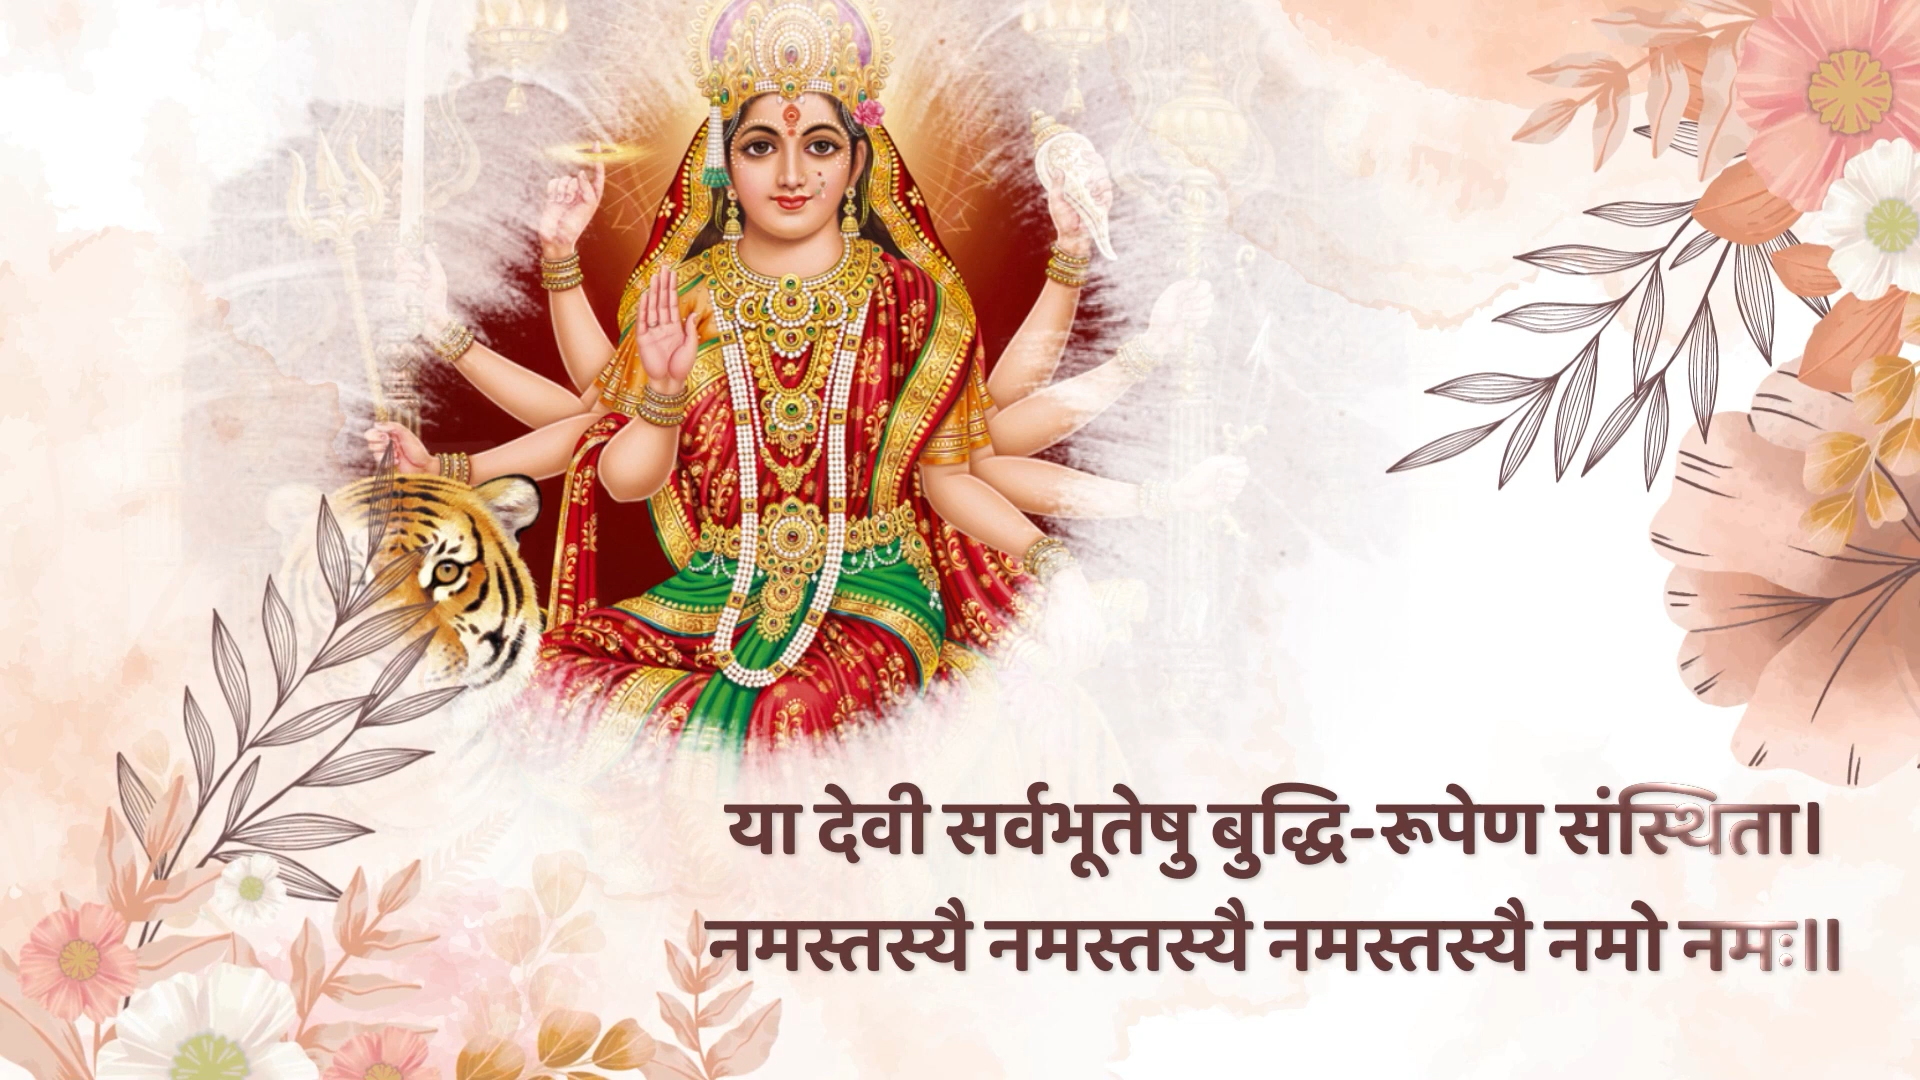 या देवी सर्वभूतेषु बुद्धि-रूपेण संस्थिता।
नमस्तस्यै नमस्तस्यै नमस्तस्यै नमो नमः॥